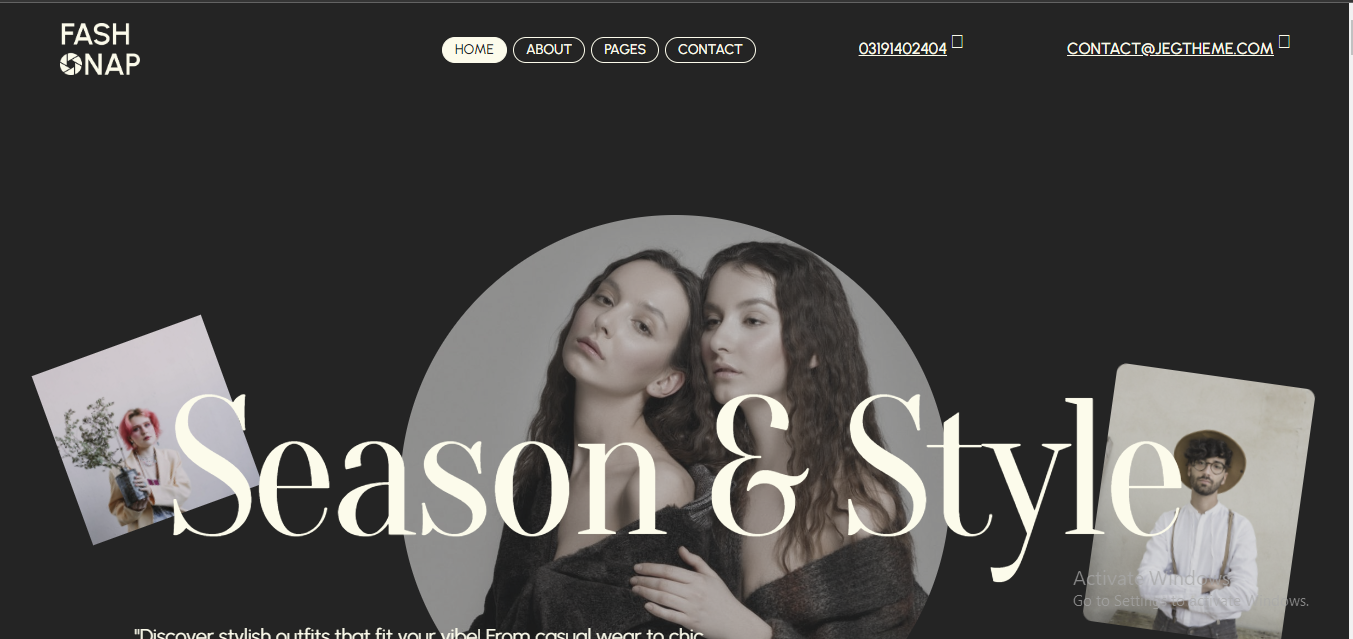 FASH
NAP
HOME ABOUT PAGES CONTACT 03191402404 CONTACT@JEGTHEME.COM
Season & Style
Activate Windows
Go to Settings to activate Windows.
"Discover stylish outfits that fit your vibe! From casual wear to chic